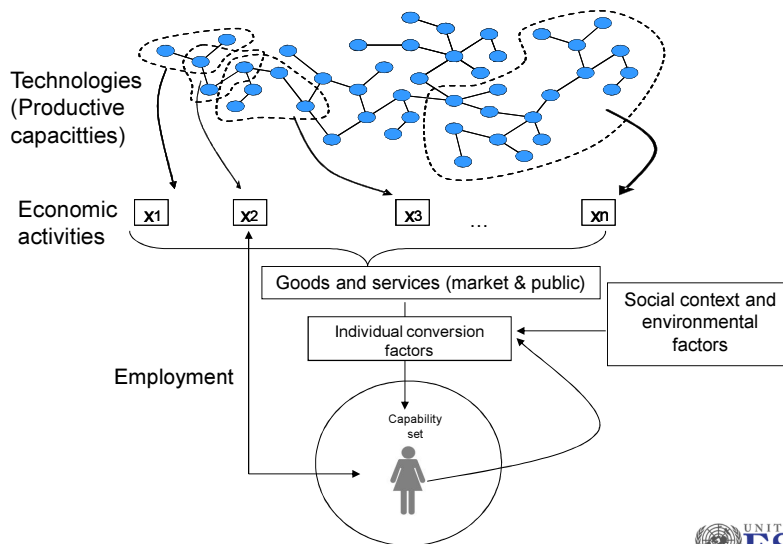 Technologies
(Productive
capacitties)
Economic
activities
x1
x2
x3
...
xn
Goods and services (market & public)
Individual conversion
factors
Social context and
environmental
factors
Employment
Capability
set